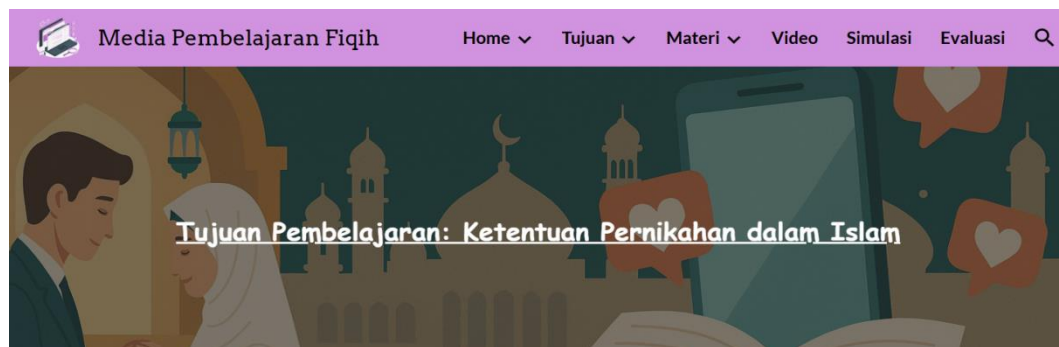 Media Pembelajaran Fiqih Home Tujuan Materi Video Simulasi Evaluasi
Tujuan Pembelajaran: Ketentuan Pernikahan dalam Islam